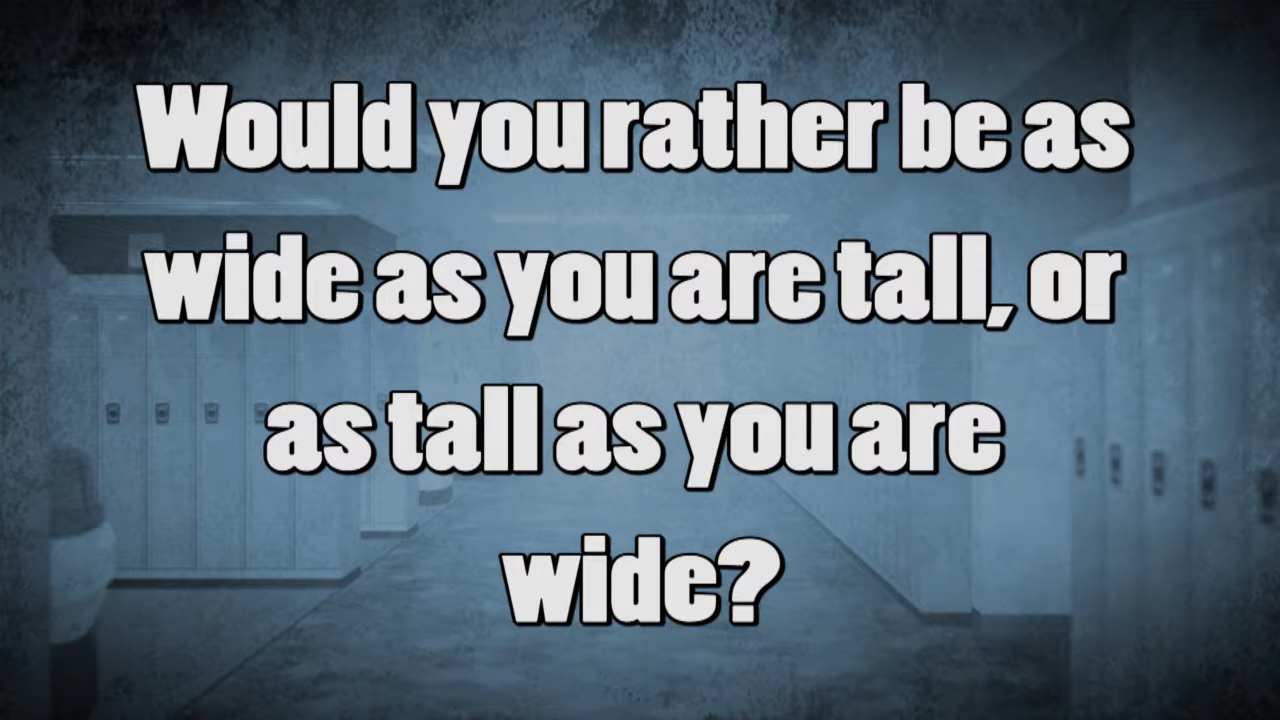 Would you rather be as
wide as you are tall, or
as tall as you are
wide?